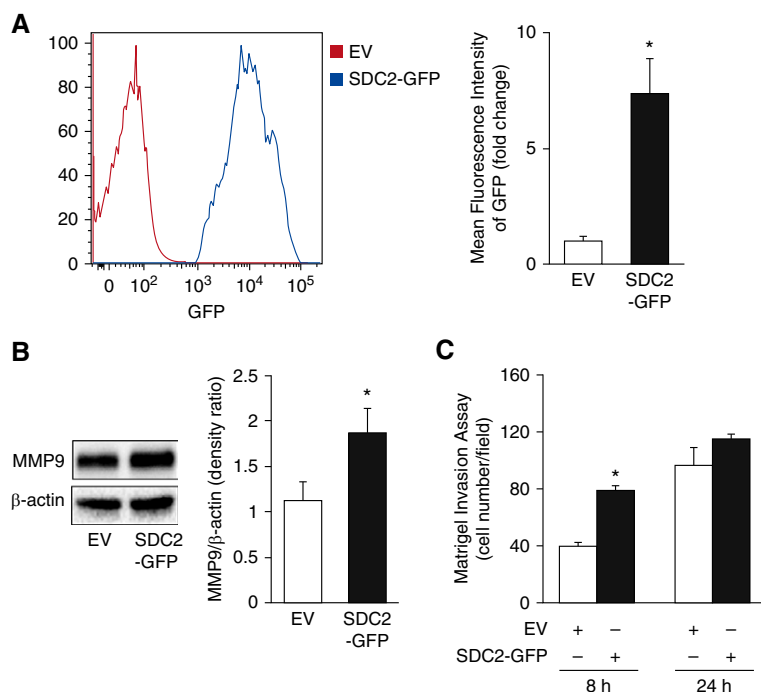 A
100
80
60
40
20
0
0 10² 10³ 10⁴ 10⁵
GFP
EV
SDC2-GFP
Mean Fluorescence Intensity
of GFP (fold change)
10
5
0
*
EV SDC2
-GFP
B
MMP9
β-actin
EV SDC2
-GFP
MMP9/β-actin (density ratio)
2.5
2
1.5
1
0.5
0
*
EV SDC2
-GFP
C
Matrigel Invasion Assay
(cell number/field)
160
120
80
40
0
*
EV + – + –
SDC2-GFP – + – +
8 h 24 h